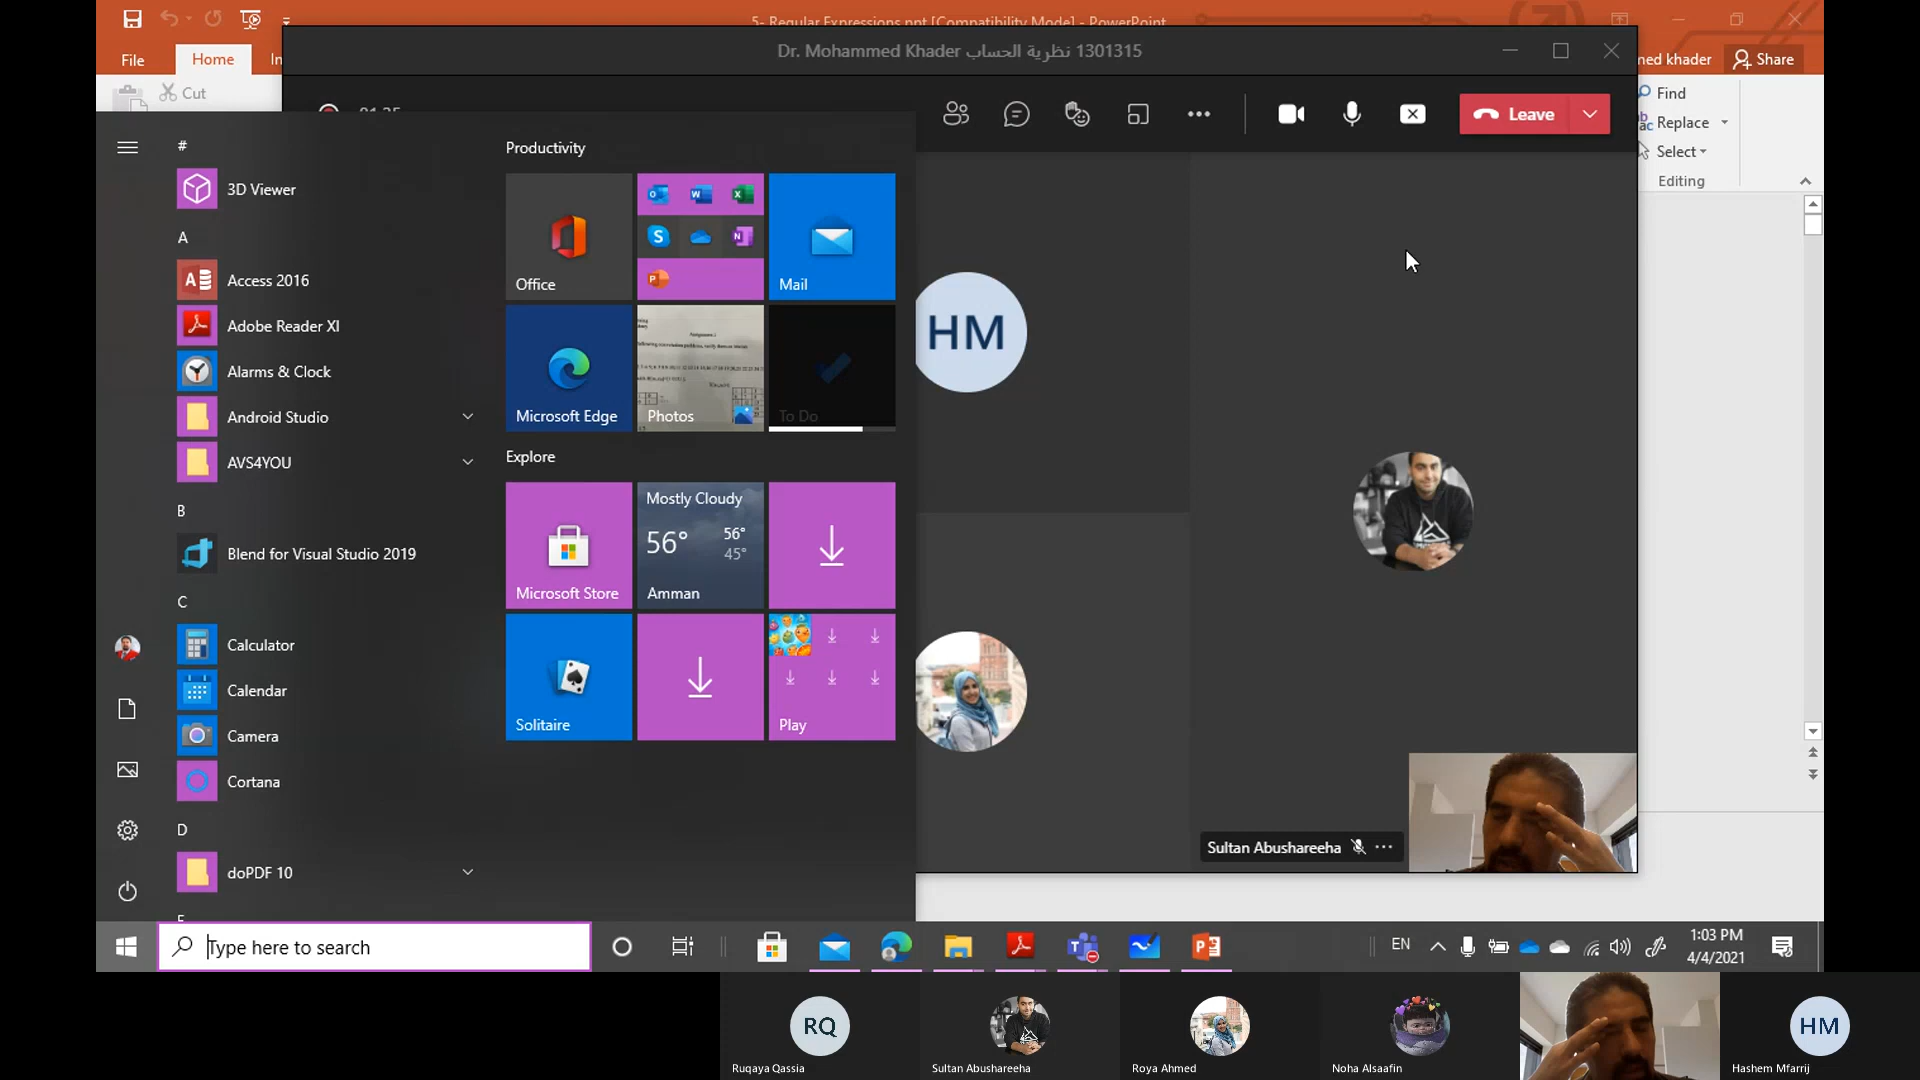 5- Regular Expressions.ppt [Compatibility Mode] - PowerPoint
Dr. Mohammed Khader نظرية الحساب 1301315
File
Home
In
med khader
Share
Cut
Find
Replace
Select
Editing
Leave
#
3D Viewer
A
Access 2016
Adobe Reader XI
Alarms & Clock
Android Studio
AVS4YOU
B
Blend for Visual Studio 2019
C
Calculator
Calendar
Camera
Cortana
D
doPDF 10
Productivity
Office
Mail
Microsoft Edge
Photos
To Do
Explore
Microsoft Store
Mostly Cloudy
56°
56°
45°
Amman
Solitaire
Play
HM
Sultan Abushareeha
Type here to search
EN
1:03 PM
4/4/2021
RQ
HM
Ruqaya Qassia
Sultan Abushareeha
Roya Ahmed
Noha Alsaafin
Hashem Mfarrij